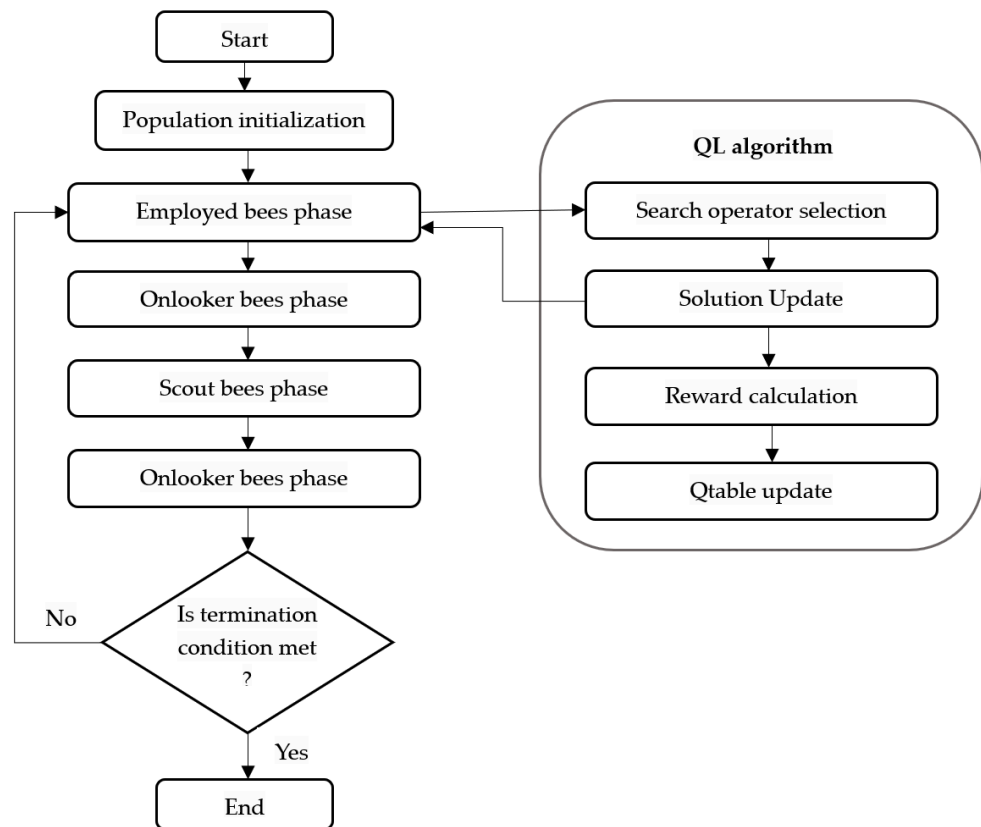 Start
Population initialization
Employed bees phase
Onlooker bees phase
Scout bees phase
Onlooker bees phase
Is termination
condition met
?
No
Yes
End
QL algorithm
Search operator selection
Solution Update
Reward calculation
Qtable update